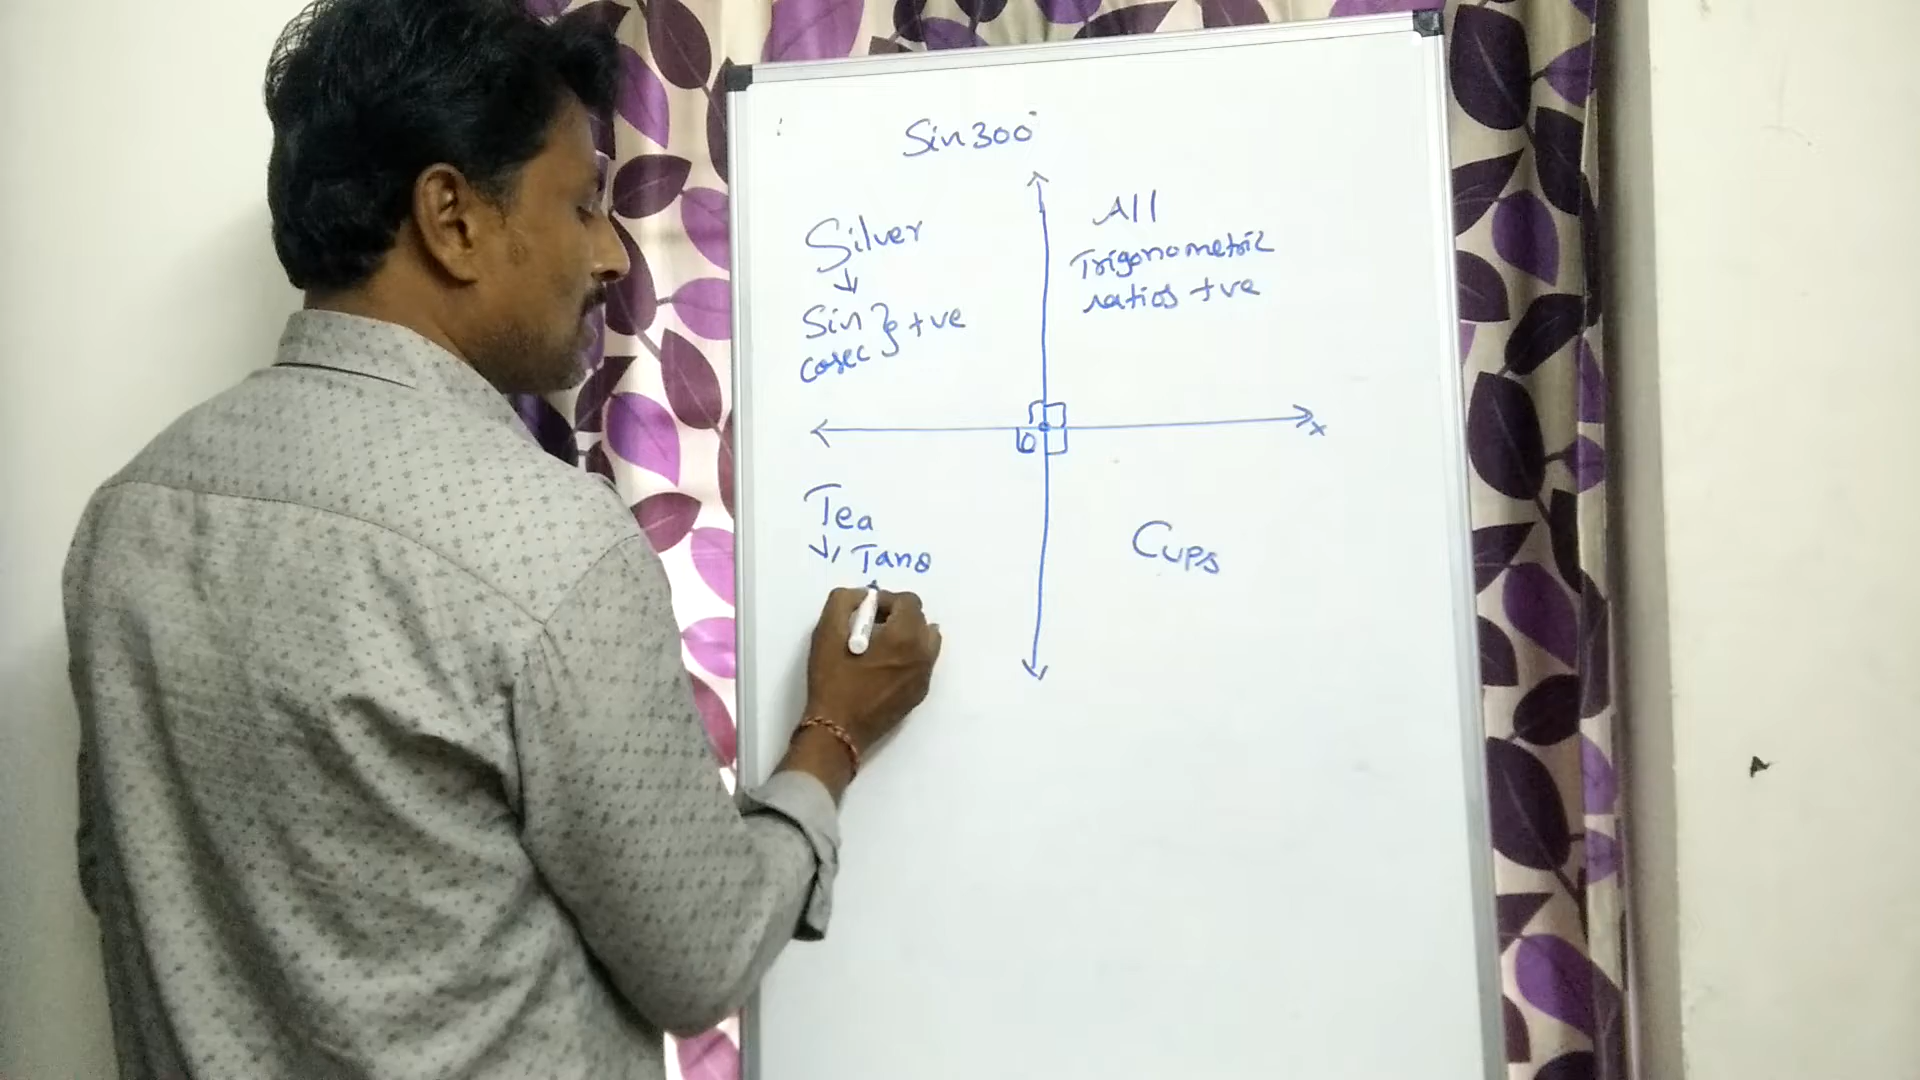 Sin300°
Silver
Sin } +ve
cosec
All
Trigonometric
ratios +ve
x
O
Tea
Tanθ
Cups